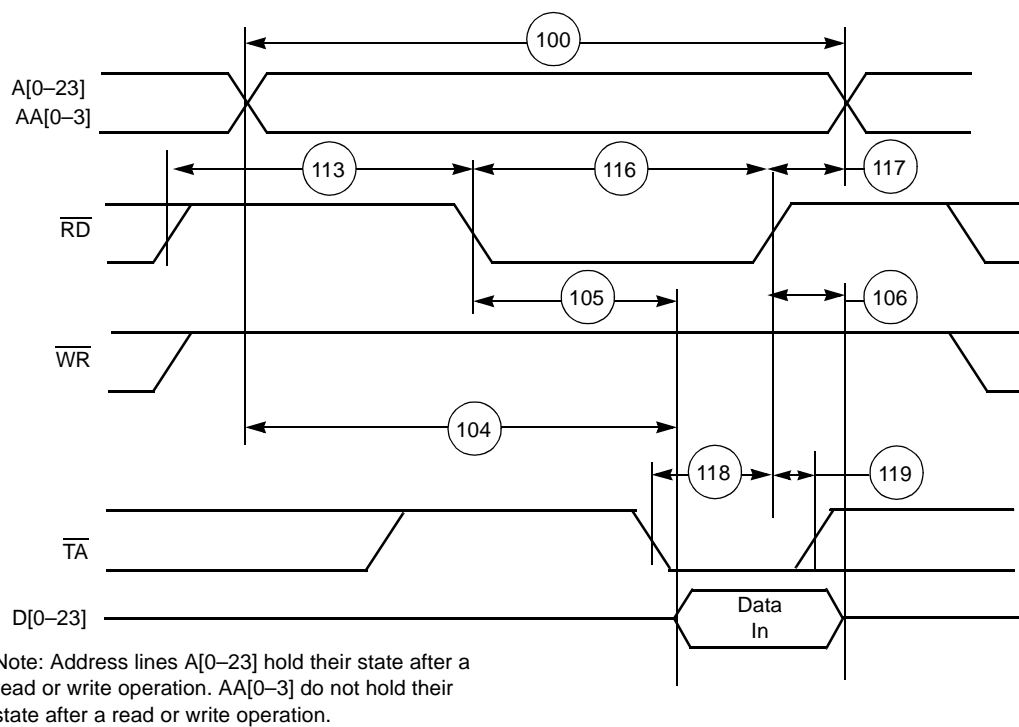 100
A[0–23]
AA[0–3]
113
116
117
RD
105
106
WR
104
118
119
TA
D[0–23]
Data
In
Note: Address lines A[0–23] hold their state after a
read or write operation. AA[0–3] do not hold their
state after a read or write operation.